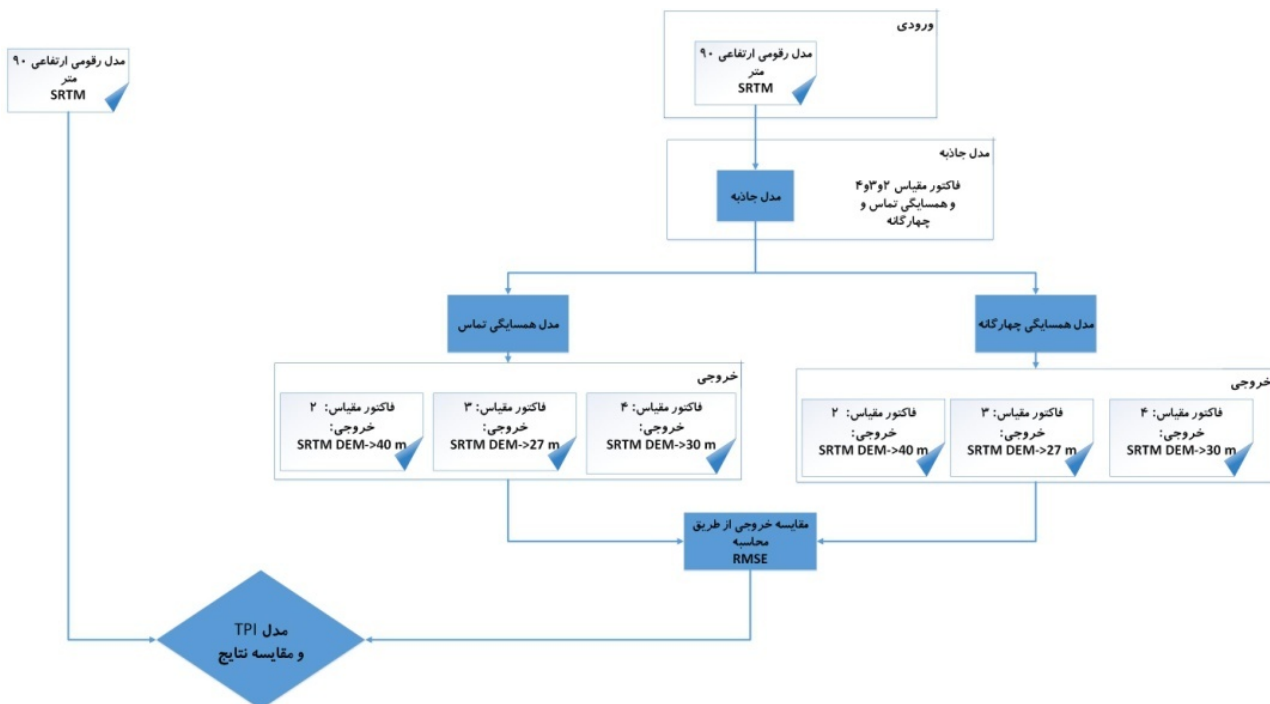 ورودی
مدل رقومی ارتفاعی ۹۰
متر
SRTM
مدل رقومی ارتفاعی ۹۰
متر
SRTM
مدل جاذبه
فاکتور مقیاس ۲و۳و۴
و همسایگی تماس و
چهارگانه
مدل جاذبه
مدل همسایگی چهارگانه
مدل همسایگی تماس
خروجی
فاکتور مقیاس: ۴
خروجی:
SRTM DEM->30 m
فاکتور مقیاس: ۳
خروجی:
SRTM DEM->27 m
فاکتور مقیاس: ۲
خروجی:
SRTM DEM->40 m
خروجی
فاکتور مقیاس: ۴
خروجی:
SRTM DEM->30 m
فاکتور مقیاس: ۳
خروجی:
SRTM DEM->27 m
فاکتور مقیاس: ۲
خروجی:
SRTM DEM->40 m
مقایسه خروجی از طریق
محاسبه
RMSE
مدل TPI
و مقایسه نتایج